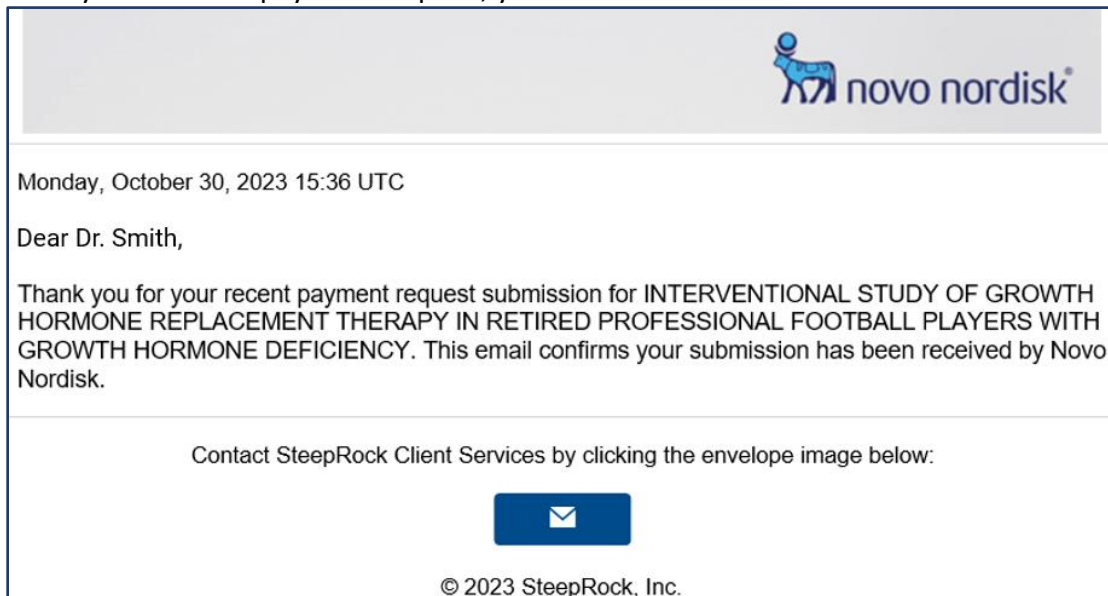 novo nordisk®
Monday, October 30, 2023 15:36 UTC
Dear Dr. Smith,
Thank you for your recent payment request submission for INTERVENTIONAL STUDY OF GROWTH
HORMONE REPLACEMENT THERAPY IN RETIRED PROFESSIONAL FOOTBALL PLAYERS WITH
GROWTH HORMONE DEFICIENCY. This email confirms your submission has been received by Novo
Nordisk.
Contact SteepRock Client Services by clicking the envelope image below:
© 2023 SteepRock, Inc.